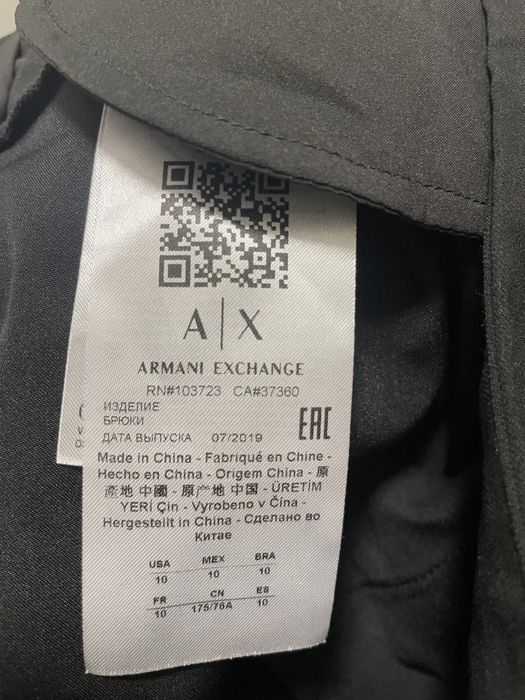 A|X
ARMANI EXCHANGE
RN#103723 CA#37360
ИЗДЕЛИЕ
БРЮКИ
ДАТА ВЫПУСКА 07/2019
EAC
Made in China - Fabriqué en Chine -
Hecho en China - Origem China - 原
產地 中國 - 原产地 中国 - ÜRETİM
YERİ Çin - Vyrobeno v Čína -
Hergestellt in China - Сделано во
Китае
USA MEX BRA
10 10 10
FR CN ES
10 175/76A 10